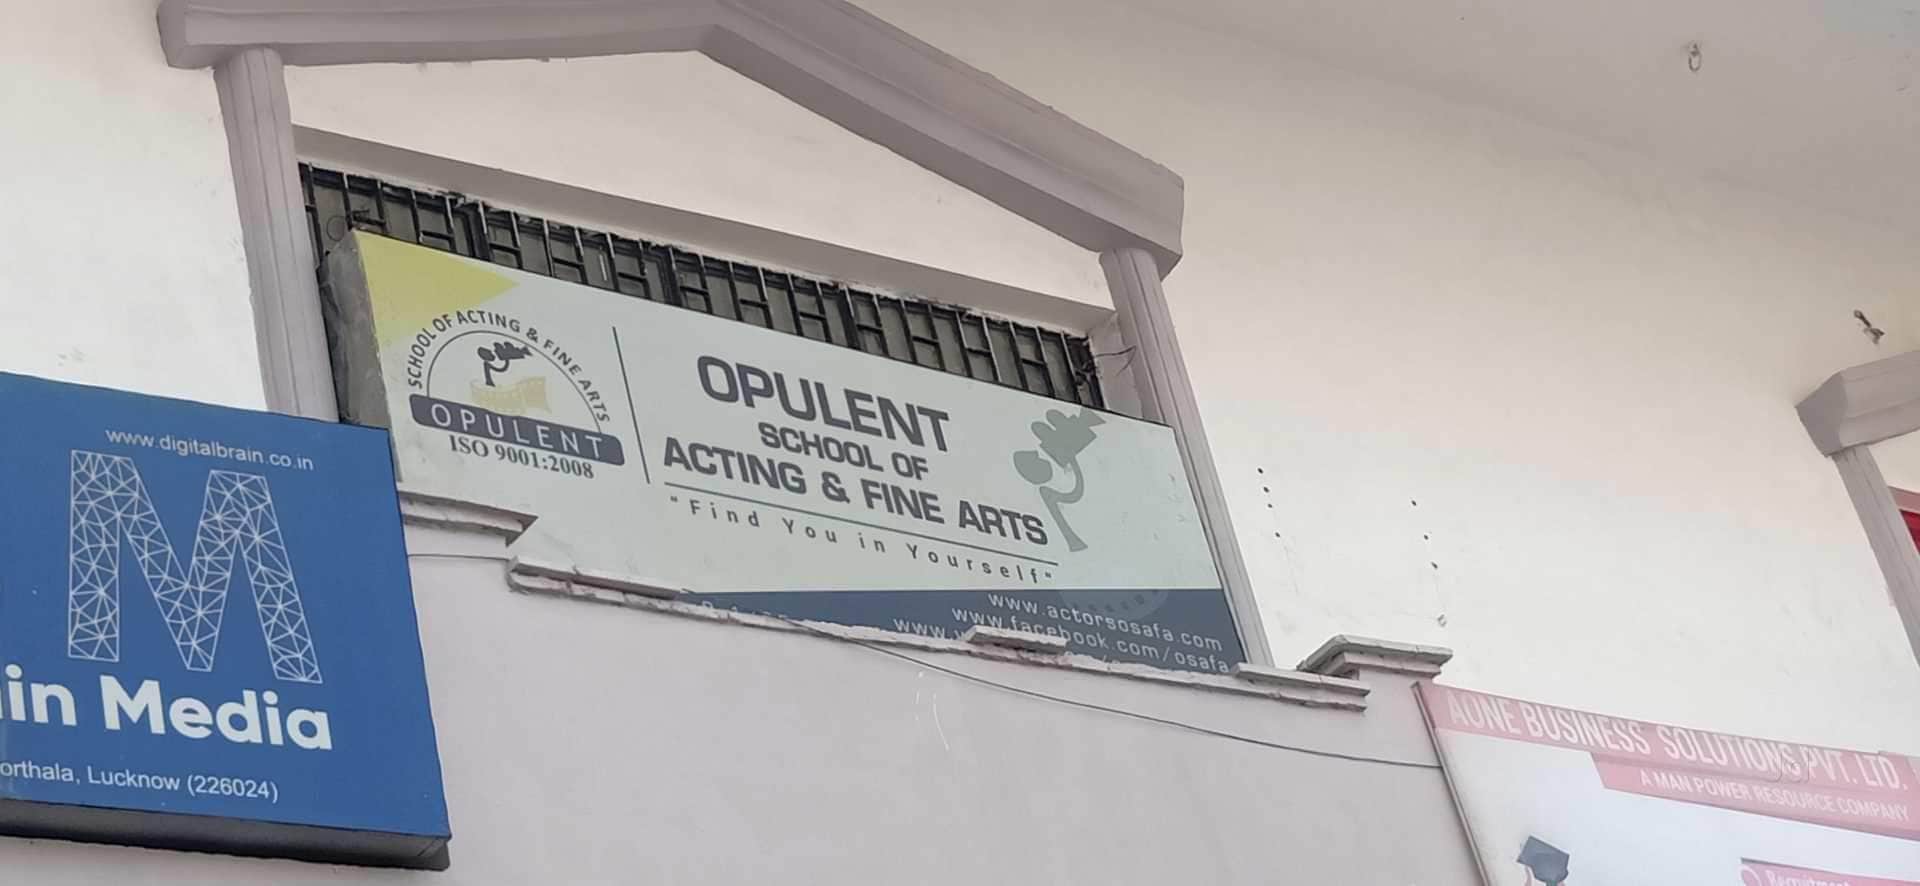 www.digitalbrain.co.in
M
in Media
orthala, Lucknow (226024)
SCHOOL OF ACTING & FINE ARTS
OPULENT
ISO 9001:2008
OPULENT
SCHOOL OF
ACTING & FINE ARTS
"Find You in Yourself"
www.actorsosafa.com
www.facebook.com/osafa
www.
AONE BUSINESS SOLUTIONS PVT. LTD.
A MAN POWER RESOURCE COMPANY